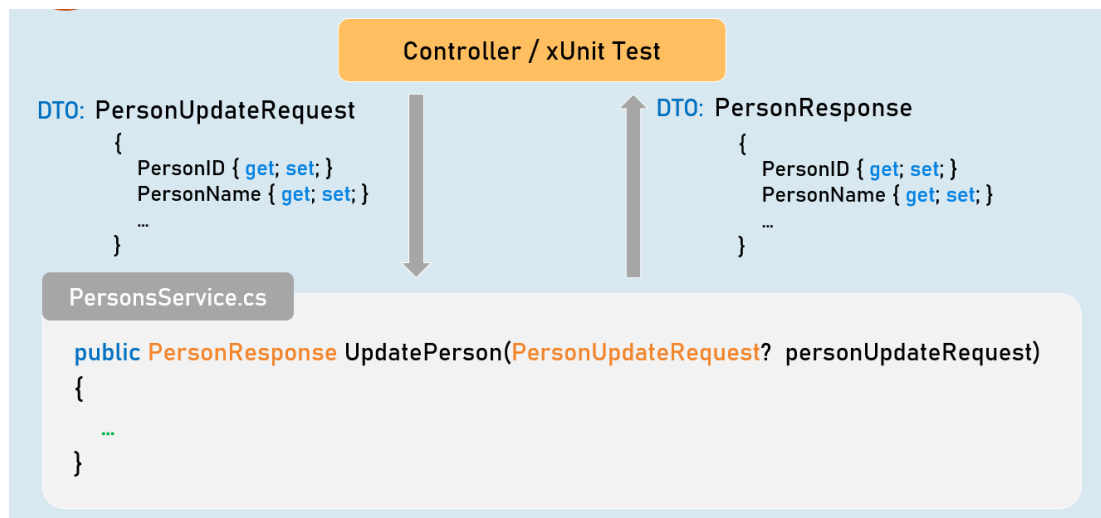 Controller / xUnit Test
DTO: PersonUpdateRequest
{
PersonID { get; set; }
PersonName { get; set; }
...
}
DTO: PersonResponse
{
PersonID { get; set; }
PersonName { get; set; }
...
}
PersonsService.cs
public PersonResponse UpdatePerson(PersonUpdateRequest? personUpdateRequest)
{
...
}